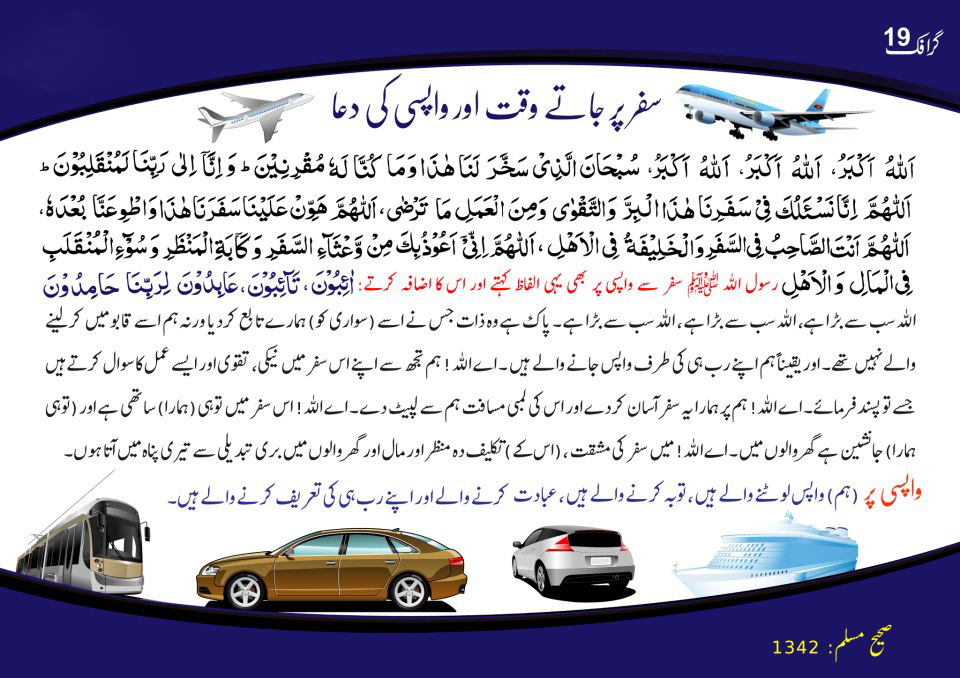 گرافک 19
سفر پر جاتے وقت اور واپسی کی دعا
اَللهُ اَكْبَرُ، اَللهُ اَكْبَرُ، اَللهُ اَكْبَرُ، سُبْحَانَ الَّذِيْ سَخَّرَ لَنَا هٰذَا وَمَا كُنَّا لَهٗ مُقْرِنِيْنَ ۔ وَاِنَّآ اِلٰى رَبِّنَا لَمُنْقَلِبُوْنَ ۔
اَللهُمَّ اِنَّا نَسْئَلُكَ فِيْ سَفَرِنَا هٰذَا الْبِرَّ وَالتَّقْوٰى وَمِنَ الْعَمَلِ مَا تَرْضٰى، اَللهُمَّ هَوِّنْ عَلَيْنَا سَفَرَنَا هٰذَا وَاطْوِعَنَّا بُعْدَهٗ،
اَللهُمَّ اَنْتَ الصَّاحِبُ فِي السَّفَرِ وَالْخَلِيْفَةُ فِي الْاَهْلِ، اَللهُمَّ اِنِّيْ اَعُوْذُبِكَ مِنْ وَّعْثَآءِ السَّفَرِ وَكَاٰبَةِ الْمَنْظَرِ وَسُوْٓءِ الْمُنْقَلَبِ
فِي الْمَالِ وَالْاَهْلِ رسول اللہ ﷺ سفر سے واپسی پر بھی یہی الفاظ کہتے اور اس کا اضافہ کرتے: اٰئِبُوْنَ، تَآئِبُوْنَ، عَابِدُوْنَ لِرَبِّنَا حَامِدُوْنَ
اللہ سب سے بڑا ہے، اللہ سب سے بڑا ہے، اللہ سب سے بڑا ہے۔ پاک ہے وہ ذات جس نے اسے (سواری کو) ہمارے تابع کر دیا ورنہ ہم اسے قابو میں کر لینے
والے نہیں تھے۔ اور یقیناً ہم اپنے رب ہی کی طرف واپس جانے والے ہیں۔ اے اللہ! ہم تجھ سے اپنے اس سفر میں نیکی، تقوی اور ایسے عمل کا سوال کرتے ہیں
جسے تو پسند فرمائے۔ اے اللہ! ہم پر ہمارا یہ سفر آسان کر دے اور اس کی لمبی مسافت ہم سے لپیٹ دے۔ اے اللہ! اس سفر میں تو ہی (ہمارا) ساتھی ہے اور (تو ہی
ہمارا) جانشین ہے گھر والوں میں۔ اے اللہ! میں سفر کی مشقت، (اس کے) تکلیف دہ منظر اور مال اور گھر والوں میں بری تبدیلی سے تیری پناہ میں آتا ہوں۔
واپسی پر (ہم) واپس لوٹنے والے ہیں، توبہ کرنے والے ہیں، عبادت کرنے والے اور اپنے رب ہی کی تعریف کرنے والے ہیں۔
صحیح مسلم: 1342